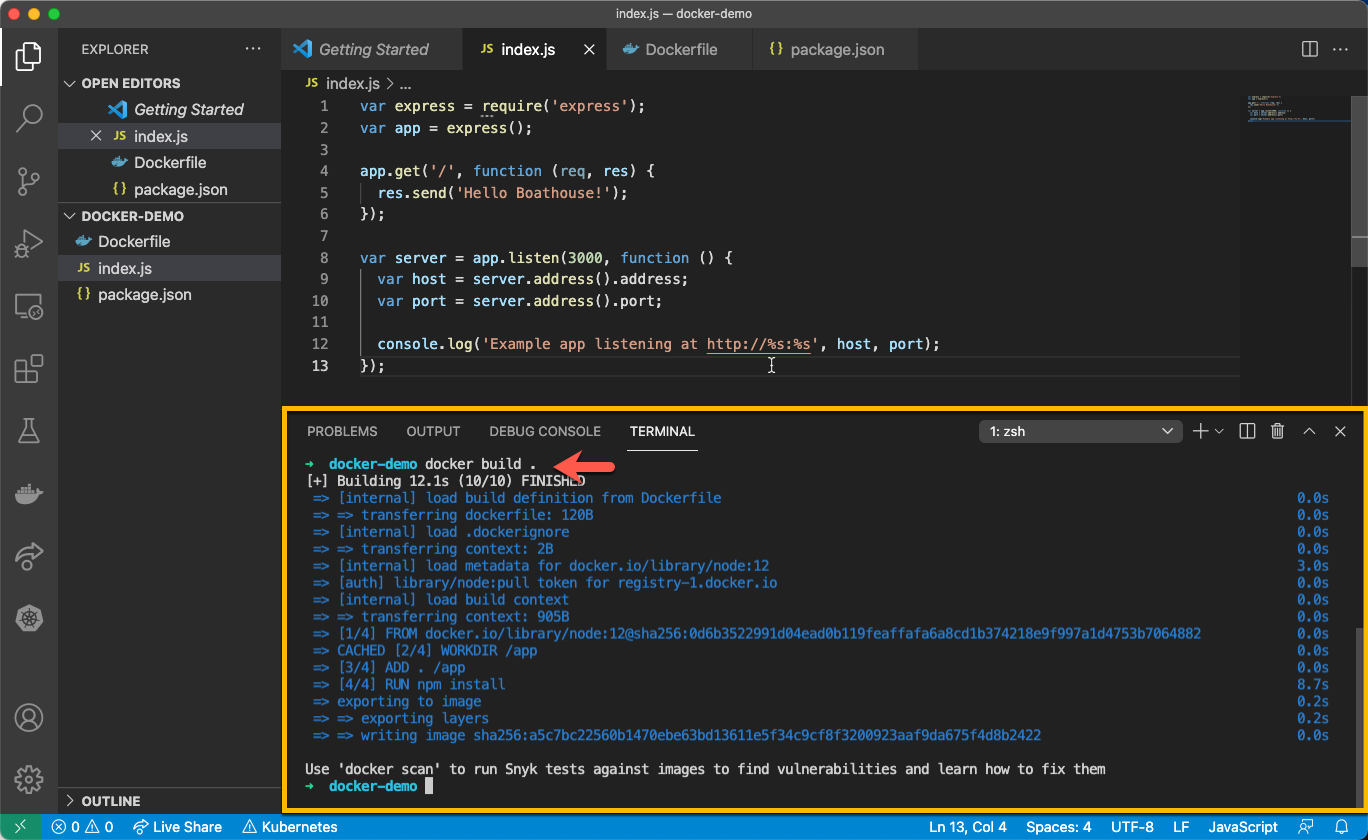 index.js — docker-demo
EXPLORER
OPEN EDITORS
Getting Started
JS index.js
Dockerfile
{} package.json
DOCKER-DEMO
Dockerfile
JS index.js
{} package.json
OUTLINE
Getting Started
JS index.js
Dockerfile
{} package.json
JS index.js > ...
1 var express = require('express');
2 var app = express();
3
4 app.get('/', function (req, res) {
5 res.send('Hello Boathouse!');
6 });
7
8 var server = app.listen(3000, function () {
9 var host = server.address().address;
10 var port = server.address().port;
11
12 console.log('Example app listening at http://%s:%s', host, port);
13 });
PROBLEMS OUTPUT DEBUG CONSOLE TERMINAL 1: zsh
→ docker-demo docker build .
[+] Building 12.1s (10/10) FINISHED
=> [internal] load build definition from Dockerfile 0.0s
=> => transferring dockerfile: 120B 0.0s
=> [internal] load .dockerignore 0.0s
=> => transferring context: 2B 0.0s
=> [internal] load metadata for docker.io/library/node:12 3.0s
=> [auth] library/node:pull token for registry-1.docker.io 0.0s
=> [internal] load build context 0.0s
=> => transferring context: 905B 0.0s
=> [1/4] FROM docker.io/library/node:12@sha256:0d6b3522991d04ead0b119feaffafa6a8cd1b374218e9f997a1d4753b7064882 0.0s
=> CACHED [2/4] WORKDIR /app 0.0s
=> [3/4] ADD . /app 0.0s
=> [4/4] RUN npm install 8.7s
=> exporting to image 0.2s
=> => exporting layers 0.2s
=> => writing image sha256:a5c7bc22560b1470ebe63bd13611e5f34c9cf8f3200923aaf9da675f4d8b2422 0.0s
Use 'docker scan' to run Snyk tests against images to find vulnerabilities and learn how to fix them
→ docker-demo
0 0 Live Share Kubernetes Ln 13, Col 4 Spaces: 4 UTF-8 LF JavaScript